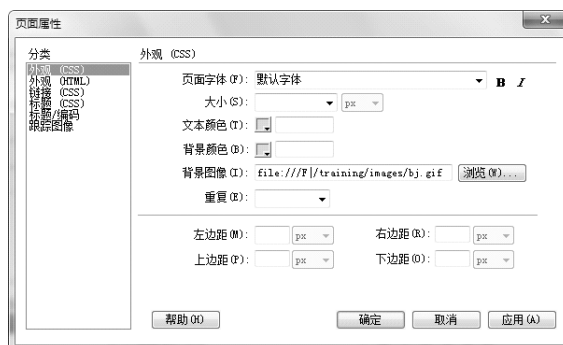 页面属性
X
分类
外观 (CSS)
外观 (HTML)
链接 (CSS)
标题 (CSS)
标题/编码
跟踪图像
外观 (CSS)
页面字体(F): 默认字体 B I
大小(S): px
文本颜色(T):
背景颜色(B):
背景图像(I): file:///F|/training/images/bj.gif 浏览(W)...
重复(E):
左边距(M): px 右边距(R): px
上边距(P): px 下边距(O): px
帮助(H) 确定 取消 应用(A)